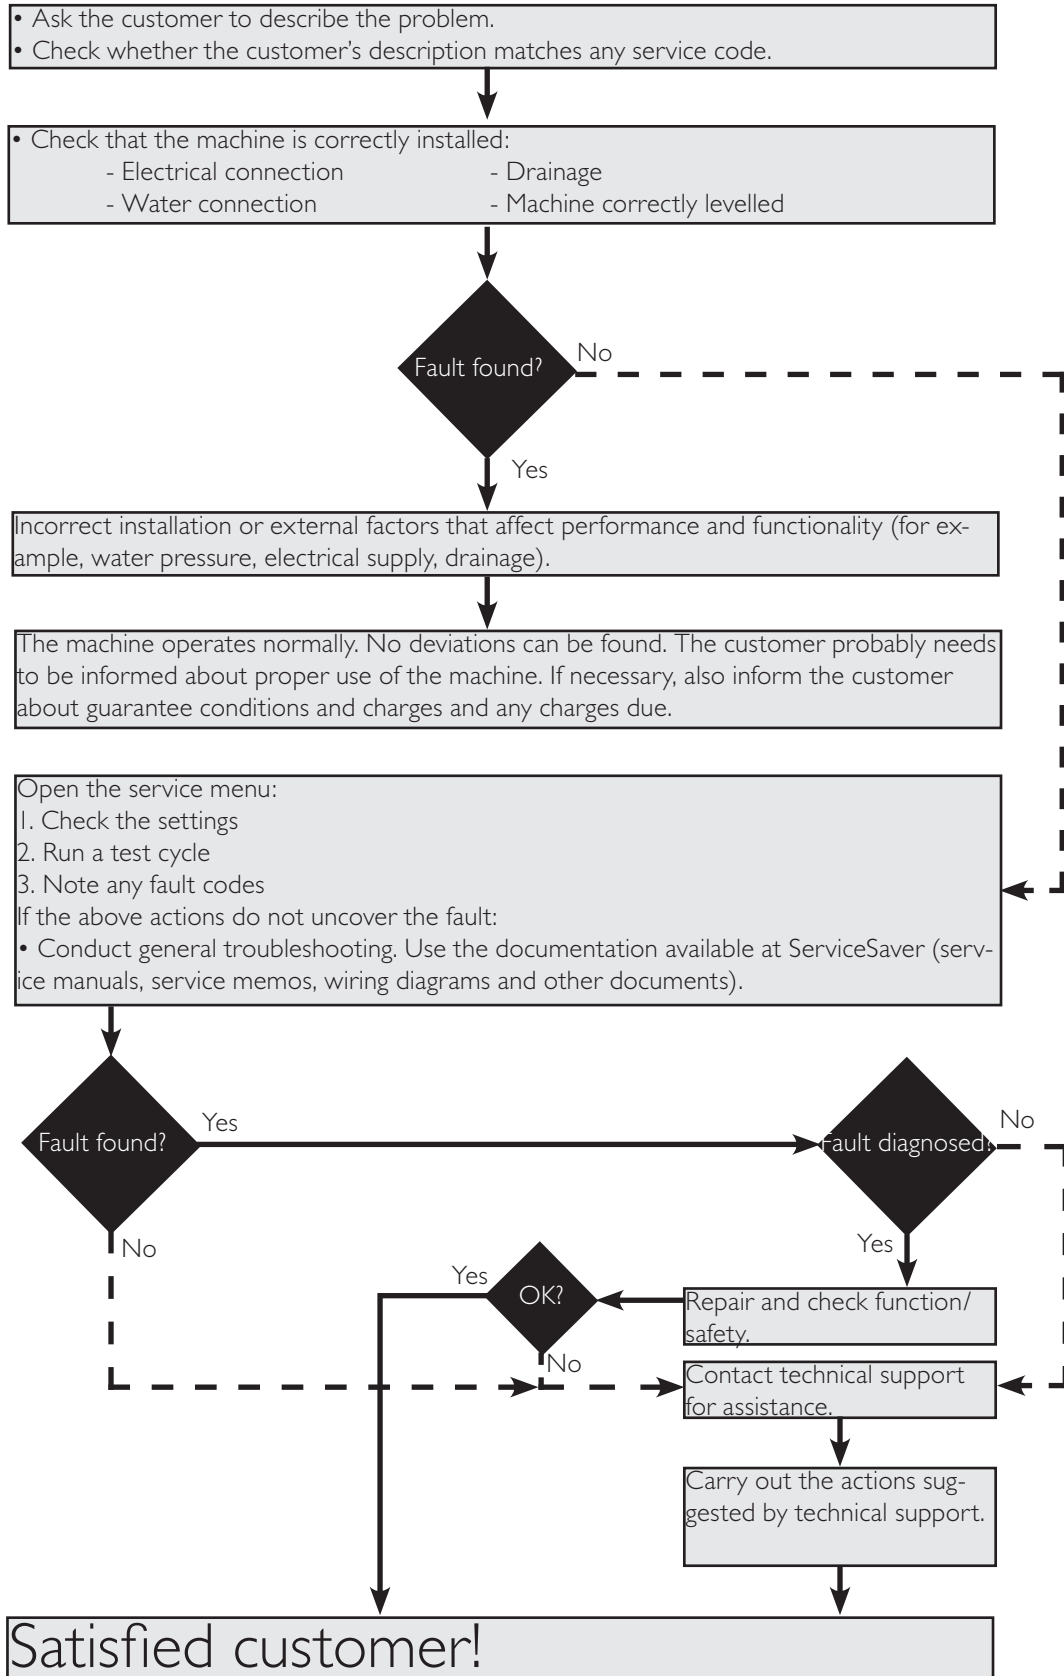 • Ask the customer to describe the problem.
• Check whether the customer's description matches any service code.
• Check that the machine is correctly installed:
- Electrical connection - Drainage
- Water connection - Machine correctly levelled
Fault found?
No
Yes
Incorrect installation or external factors that affect performance and functionality (for ex-
ample, water pressure, electrical supply, drainage).
The machine operates normally. No deviations can be found. The customer probably needs
to be informed about proper use of the machine. If necessary, also inform the customer
about guarantee conditions and charges and any charges due.
Open the service menu:
1. Check the settings
2. Run a test cycle
3. Note any fault codes
If the above actions do not uncover the fault:
• Conduct general troubleshooting. Use the documentation available at ServiceSaver (serv-
ice manuals, service memos, wiring diagrams and other documents).
Fault found?
Yes
Fault diagnosed?
No
No
Yes
Yes
OK?
Repair and check function/
safety.
No
Contact technical support
for assistance.
Carry out the actions sug-
gested by technical support.
Satisfied customer!